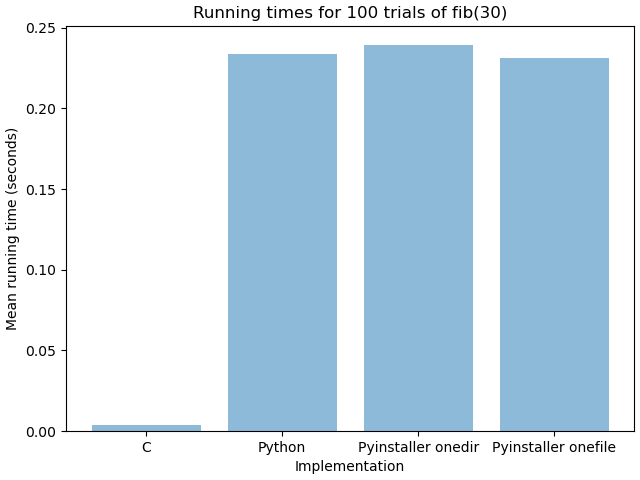 Running times for 100 trials of fib(30)
Mean running time (seconds)
0.25
0.20
0.15
0.10
0.05
0.00
C Python Pyinstaller onedir Pyinstaller onefile
Implementation